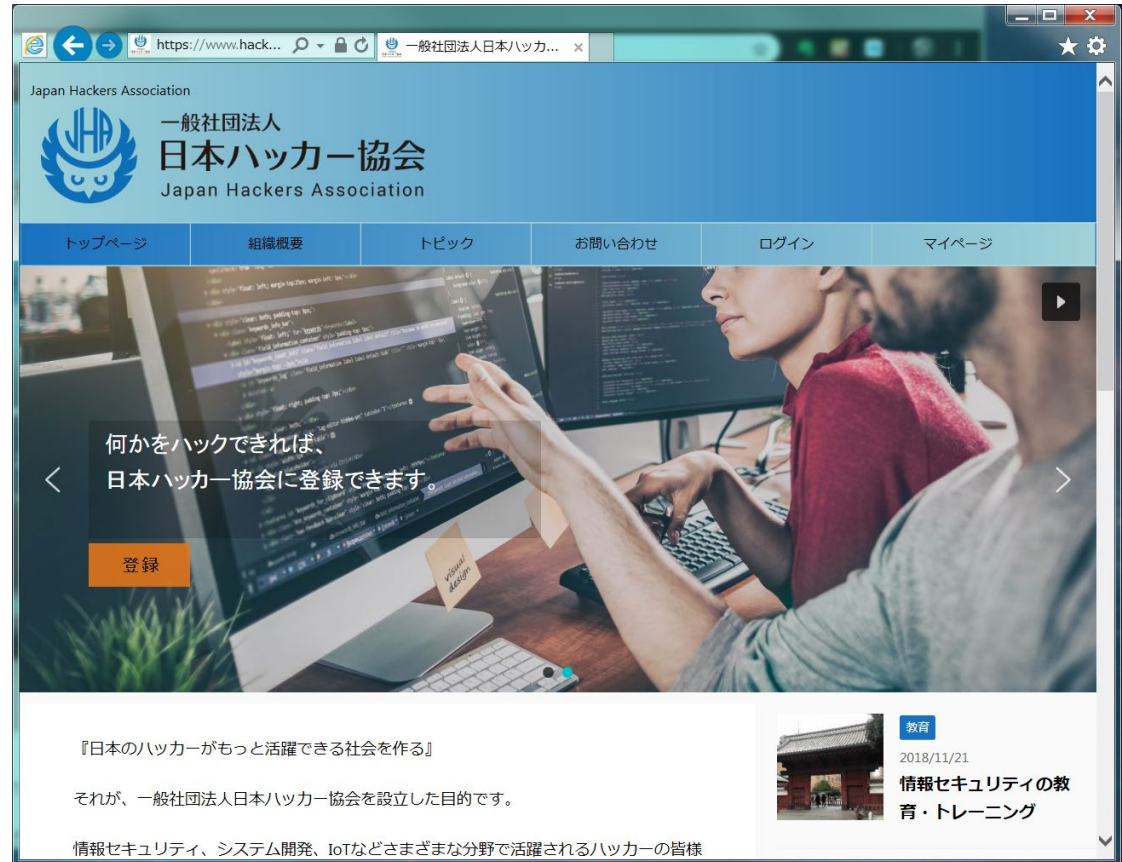 https://www.hack...
一般社団法人日本ハッカ...
Japan Hackers Association
JHA
一般社団法人
日本ハッカー協会
Japan Hackers Association
トップページ
組織概要
トピック
お問い合わせ
ログイン
マイページ
何かをハックできれば、
日本ハッカー協会に登録できます。
登録
visual
design
教育
2018/11/21
情報セキュリティの教
育・トレーニング
『日本のハッカーがもっと活躍できる社会を作る』
それが、一般社団法人日本ハッカー協会を設立した目的です。
情報セキュリティ、システム開発、IoTなどさまざまな分野で活躍されるハッカーの皆様